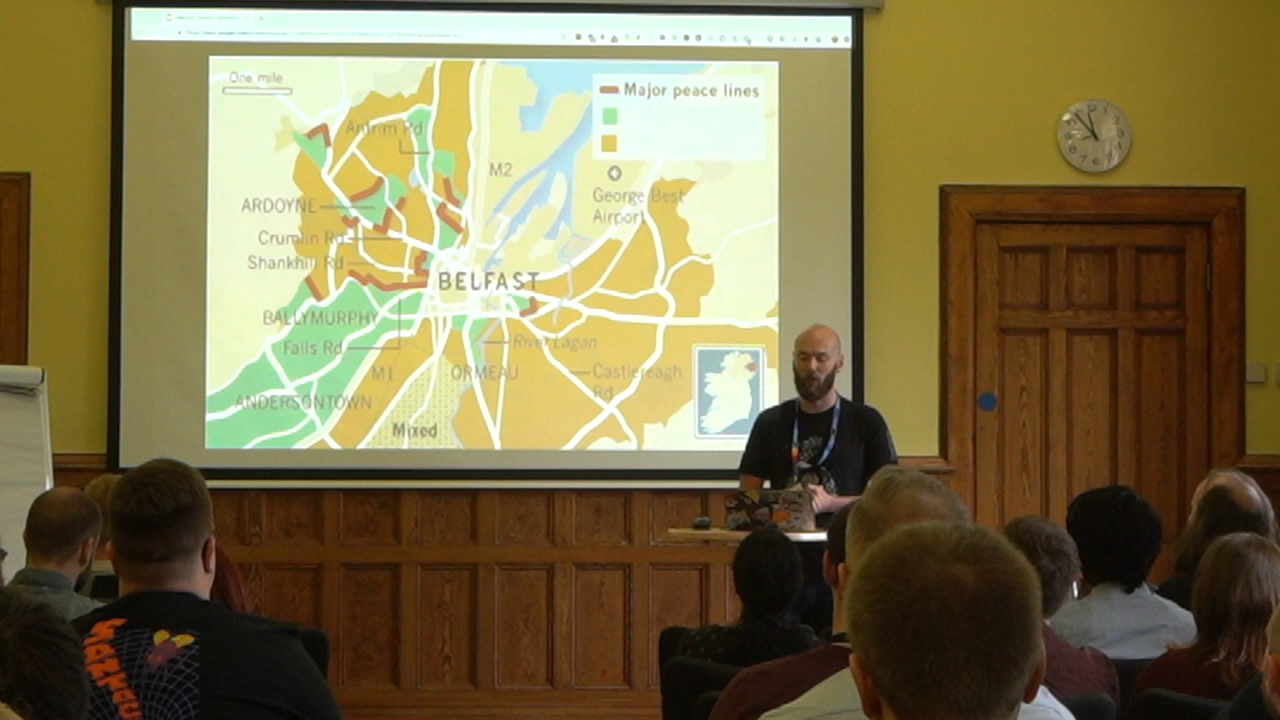 One mile
Major peace lines
Antrim Rd
M2
George Best
Airport
ARDOYNE
Crumlin Rd
Shankhill Rd
BELFAST
BALLYMURPHY
Falls Rd
River Lagan
M1
ORMEAU
Castlereagh
Rd
ANDERSONTOWN
Mixed